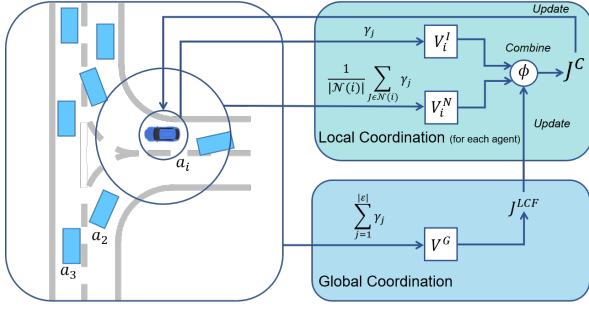 Update
γ_j
V_i^I
Combine
ϕ
J^C
1/|𝒩(i)| ∑_{j∈𝒩(i)} γ_j
V_i^N
Local Coordination (for each agent)
Update
a_i
a_2
a_3
∑_{j=1}^{|ε|} γ_j
V^G
J^{LCF}
Global Coordination